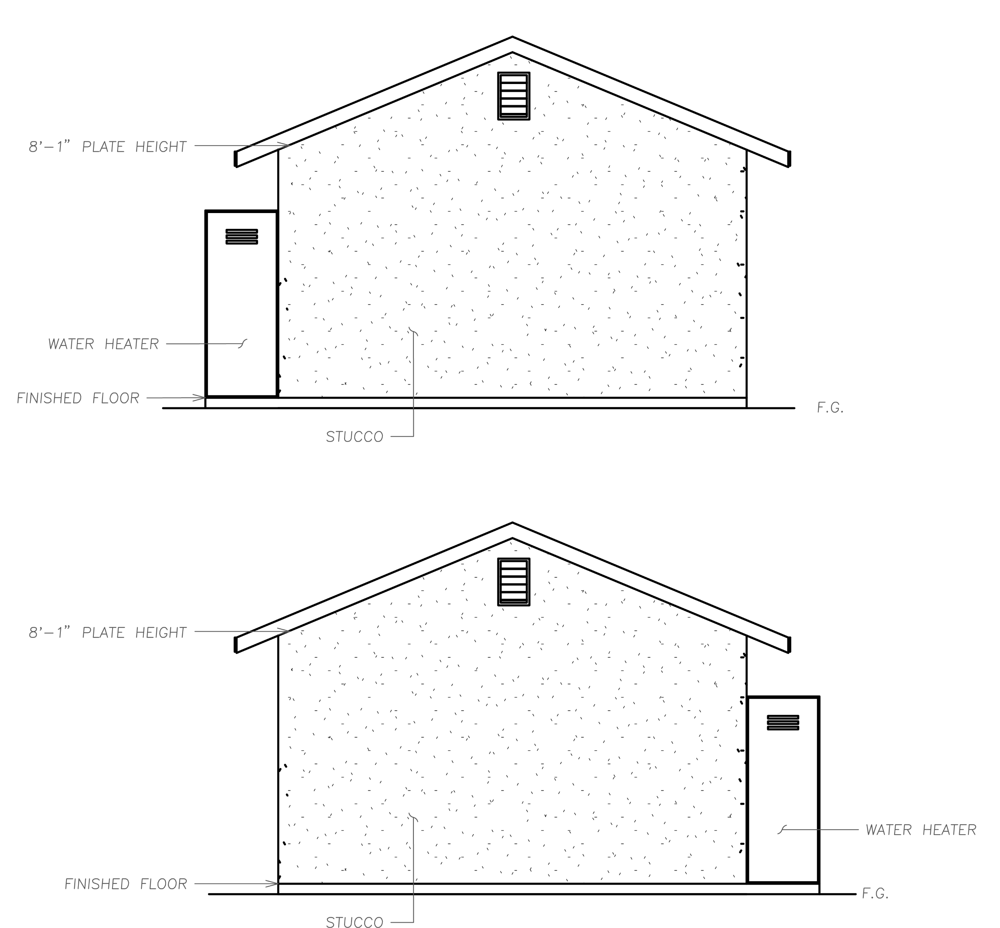 8'-1" PLATE HEIGHT
WATER HEATER
FINISHED FLOOR
F.G.
STUCCO
8'-1" PLATE HEIGHT
WATER HEATER
FINISHED FLOOR
F.G.
STUCCO